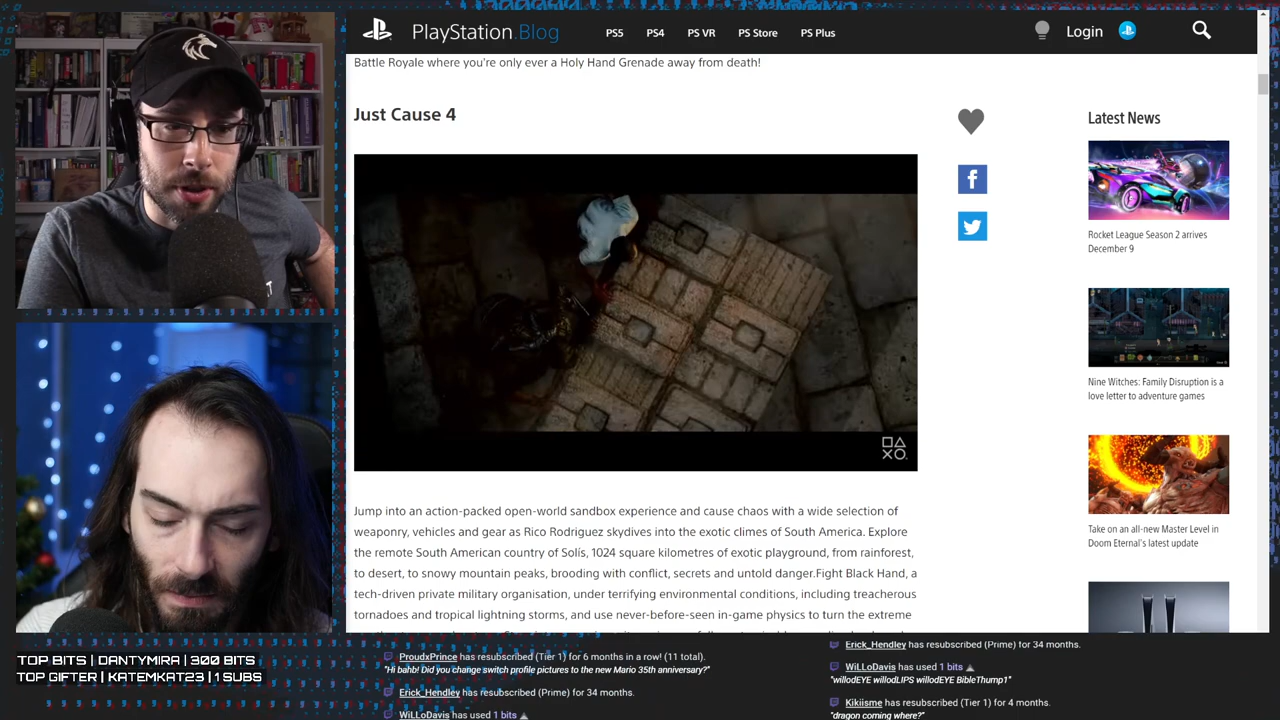 PlayStation.Blog
PS5
PS4
PS VR
PS Store
PS Plus
Login
Battle Royale where you're only ever a Holy Hand Grenade away from death!
Just Cause 4
Jump into an action-packed open-world sandbox experience and cause chaos with a wide selection of
weaponry, vehicles and gear as Rico Rodriguez skydives into the exotic climes of South America. Explore
the remote South American country of Solís, 1024 square kilometres of exotic playground, from rainforest,
to desert, to snowy mountain peaks, brooding with conflict, secrets and untold danger.Fight Black Hand, a
tech-driven private military organisation, under terrifying environmental conditions, including treacherous
tornadoes and tropical lightning storms, and use never-before-seen in-game physics to turn the extreme
Latest News
Rocket League Season 2 arrives
December 9
Nine Witches: Family Disruption is a
love letter to adventure games
Take on an all-new Master Level in
Doom Eternal's latest update
TOP BITS | DANTYMIRA | 300 BITS
TOP GIFTER | KATEMKAT23 | 1 SUBS
ProudxPrince has resubscribed (Tier 1) for 6 months in a row! (11 total).
"Hi bahb! Did you change switch profile pictures to the new Mario 35th anniversary?"
Erick_Hendley has resubscribed (Prime) for 34 months.
WiLLoDavis has used 1 bits
Erick_Hendley has resubscribed (Prime) for 34 months.
WiLLoDavis has used 1 bits
"willodEYE willodLIPS willodEYE BibleThump1"
Kikiisme has resubscribed (Tier 1) for 4 months.
"dragon coming where?"